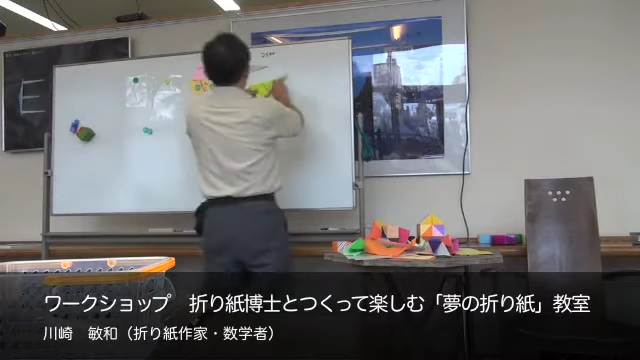 ワークショップ　折り紙博士とつくって楽しむ「夢の折り紙」教室
川崎　敏和（折り紙作家・数学者）